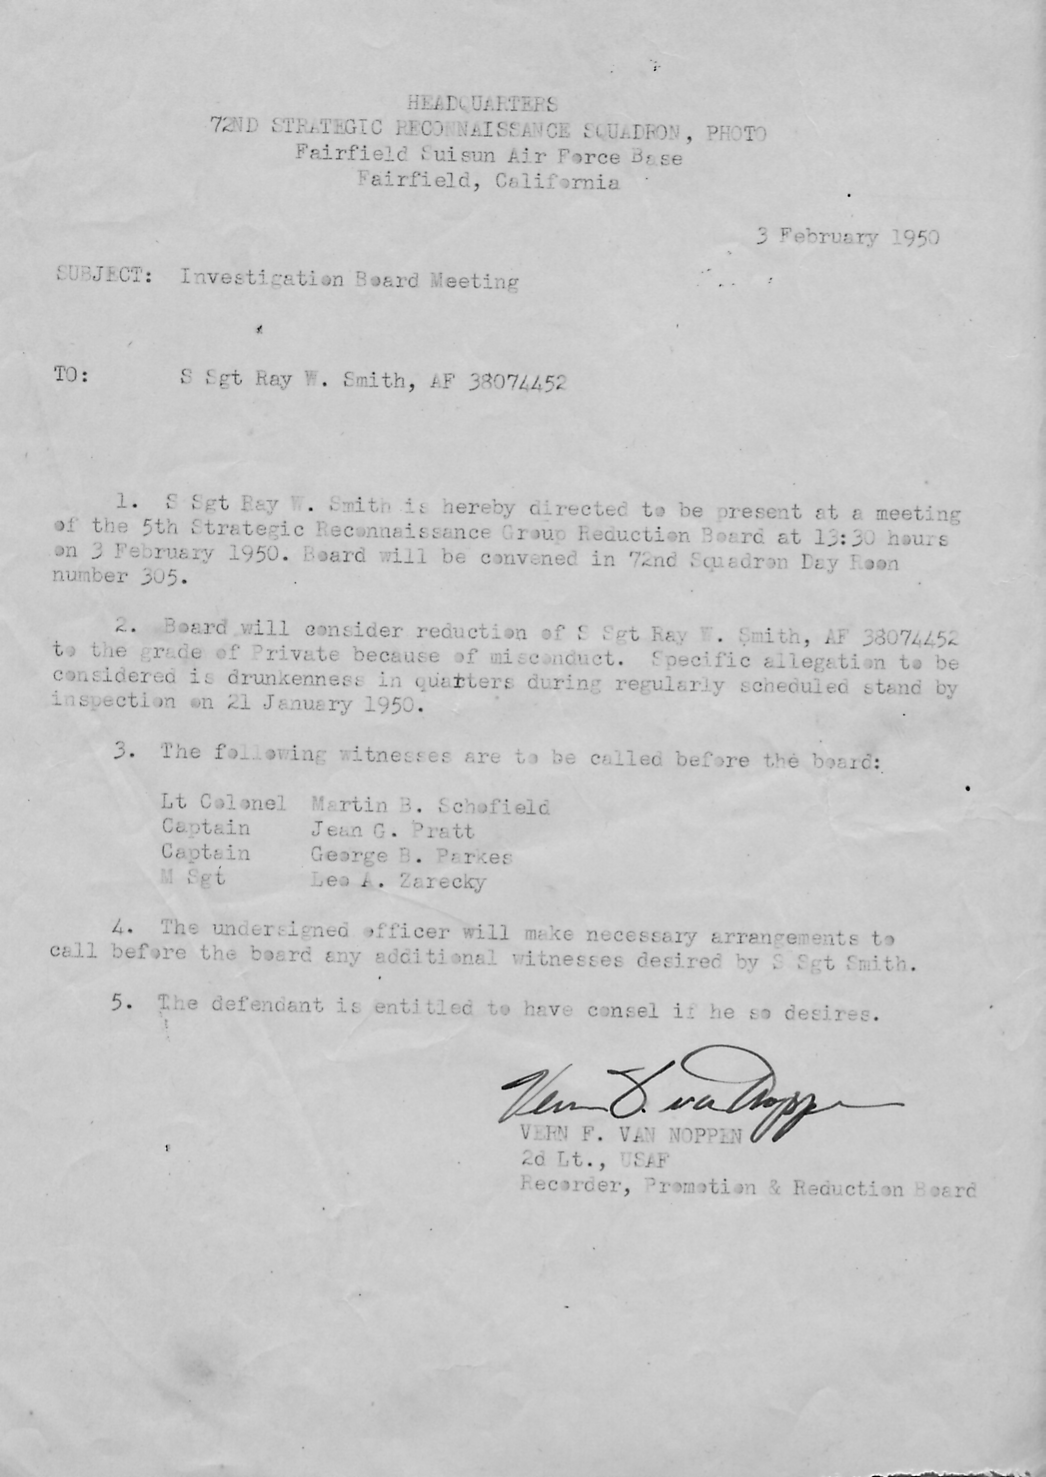 HEADQUARTERS
72ND STRATEGIC RECONNAISSANCE SQUADRON, PHOTO
Fairfield Suisun Air Force Base
Fairfield, California
3 February 1950
SUBJECT: Investigation Board Meeting
TO: S Sgt Ray W. Smith, AF 38074452
1. S Sgt Ray W. Smith is hereby directed to be present at a meeting
of the 5th Strategic Reconnaissance Group Reduction Board at 13:30 hours
on 3 February 1950. Board will be convened in 72nd Squadron Day Room
number 305.
2. Board will consider reduction of S Sgt Ray W. Smith, AF 38074452
to the grade of Private because of misconduct. Specific allegation to be
considered is drunkenness in quarters during regularly scheduled stand by
inspection on 21 January 1950.
3. The following witnesses are to be called before the board:
Lt Colonel Martin B. Schofield
Captain Jean G. Pratt
Captain George B. Parkes
M Sgt Leo A. Zarecky
4. The undersigned officer will make necessary arrangements to
call before the board any additional witnesses desired by S Sgt Smith.
5. The defendant is entitled to have consel if he so desires.
Vern F. van Noppen
VERN F. VAN NOPPEN
2d Lt., USAF
Recorder, Promotion & Reduction Board